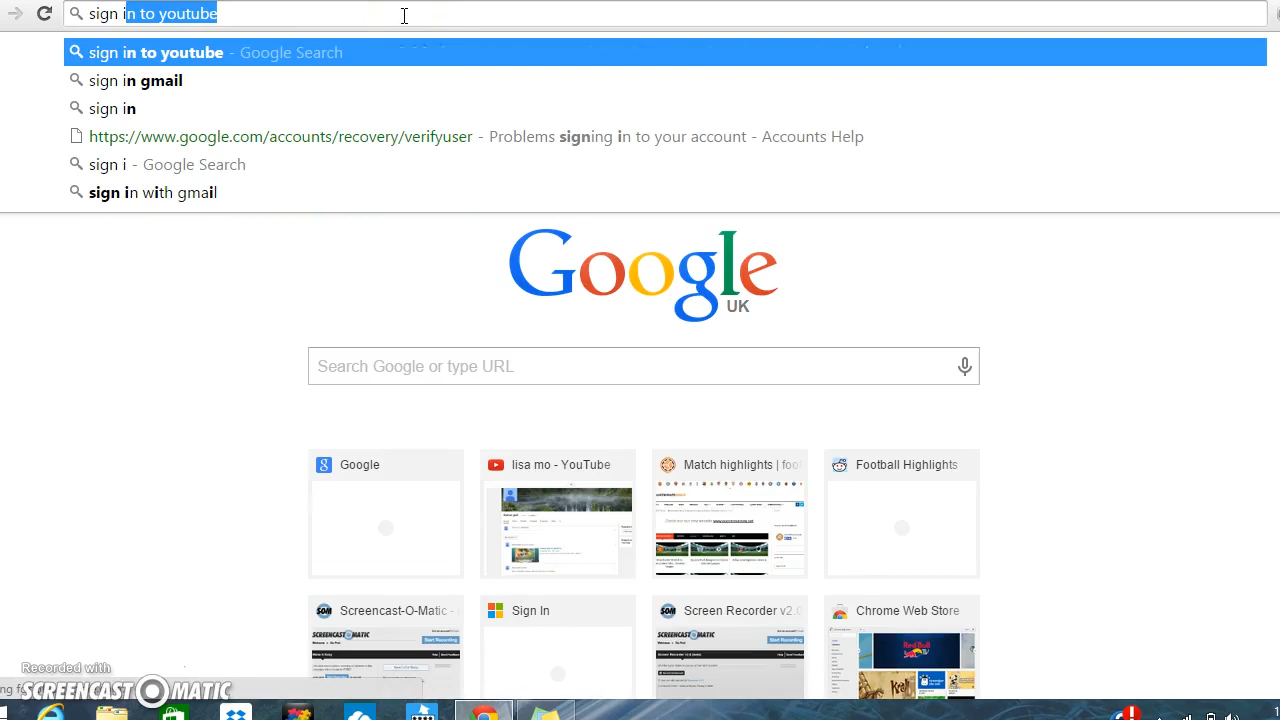 sign in to youtube
sign in to youtube - Google Search
sign in gmail
sign in
https://www.google.com/accounts/recovery/verifyuser - Problems signing in to your account - Accounts Help
sign i - Google Search
sign in with gmail
Google
UK
Search Google or type URL
Google
lisa mo - YouTube
Match highlights | foot
Football Highlights
Screencast-O-Matic -
Sign In
Screen Recorder v2.0
Chrome Web Store
Recorded with
SCREENCAST-O-MATIC